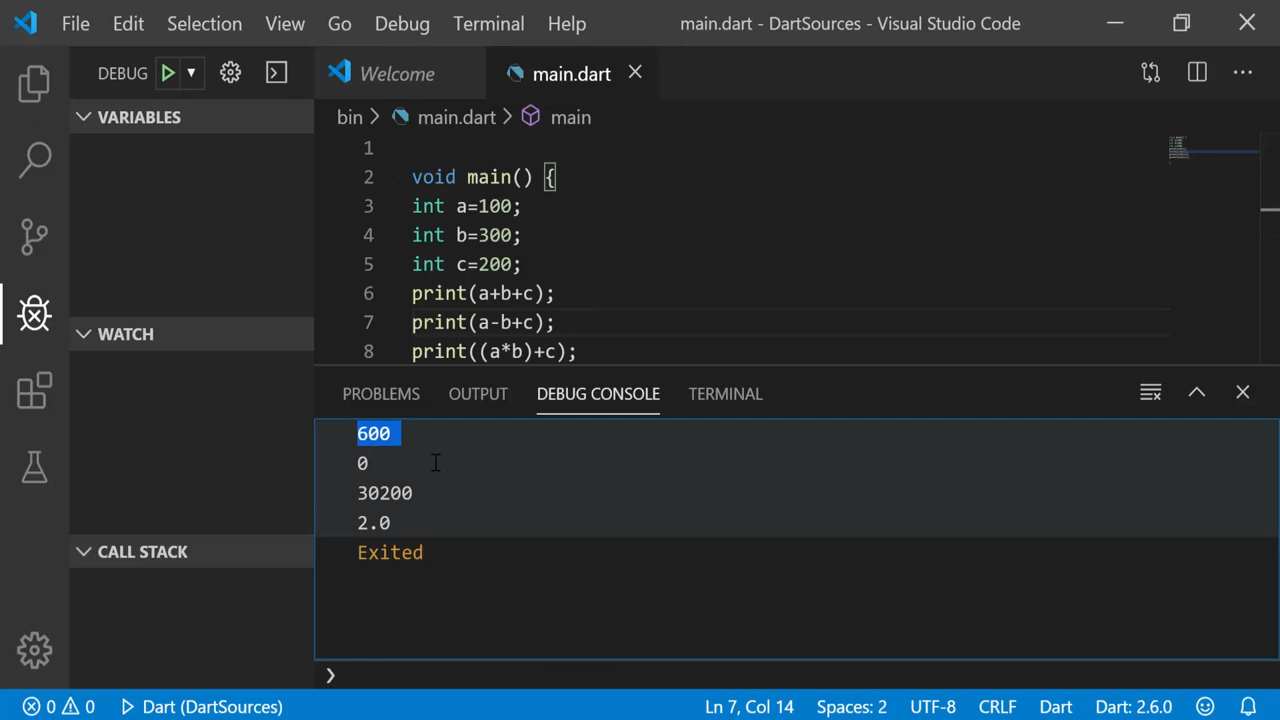 File Edit Selection View Go Debug Terminal Help main.dart - DartSources - Visual Studio Code
DEBUG
Welcome main.dart
VARIABLES
bin main.dart main
1
2 void main() {
3 int a=100;
4 int b=300;
5 int c=200;
6 print(a+b+c);
7 print(a-b+c);
8 print((a*b)+c);
WATCH
PROBLEMS OUTPUT DEBUG CONSOLE TERMINAL
600
0
30200
2.0
Exited
CALL STACK
❯
0 0 Dart (DartSources) Ln 7, Col 14 Spaces: 2 UTF-8 CRLF Dart Dart: 2.6.0